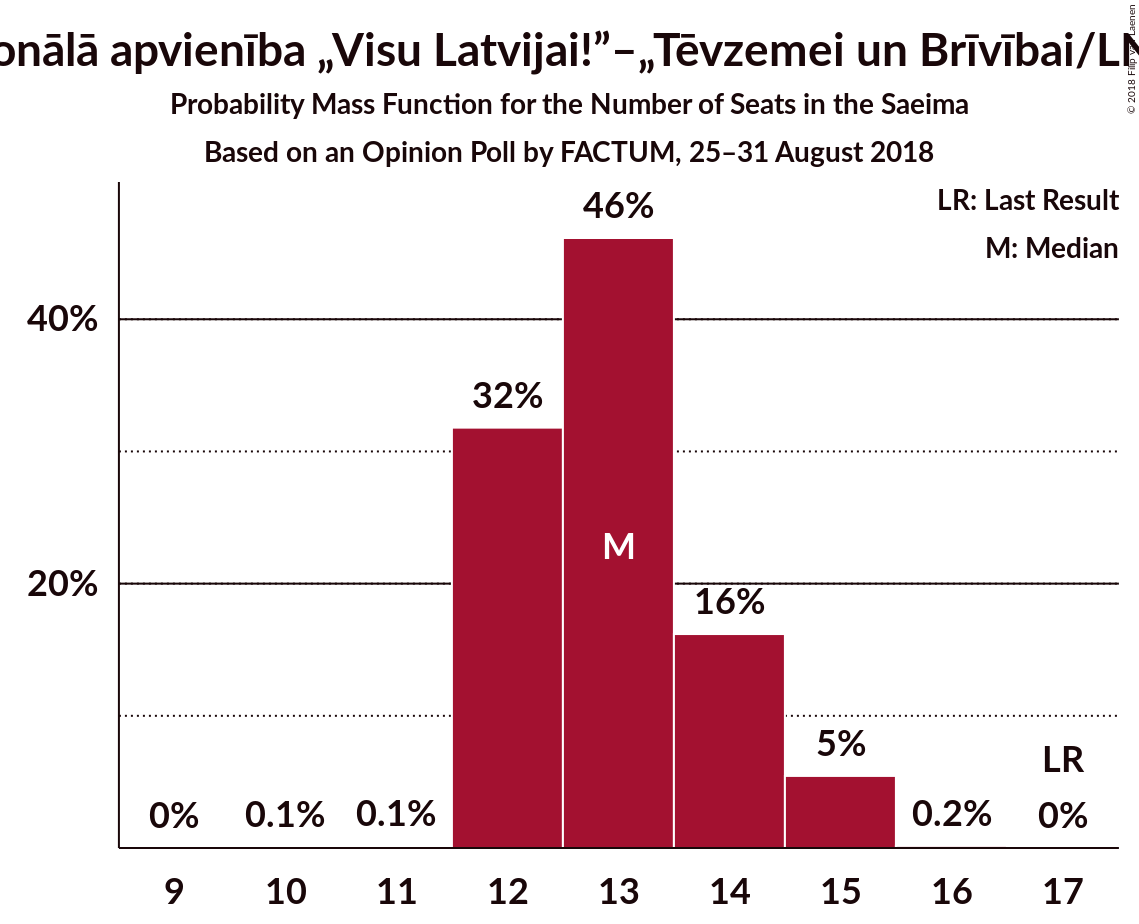 onālā apvienība „Visu Latvijai!”–„Tēvzemei un Brīvībai/LN
Probability Mass Function for the Number of Seats in the Saeima
Based on an Opinion Poll by FACTUM, 25–31 August 2018
© 2018 Filip van Laenen
LR: Last Result
M: Median
46%
40%
32%
M
20%
16%
5%
LR
0% 0.1% 0.1% 0.2% 0%
9 10 11 12 13 14 15 16 17